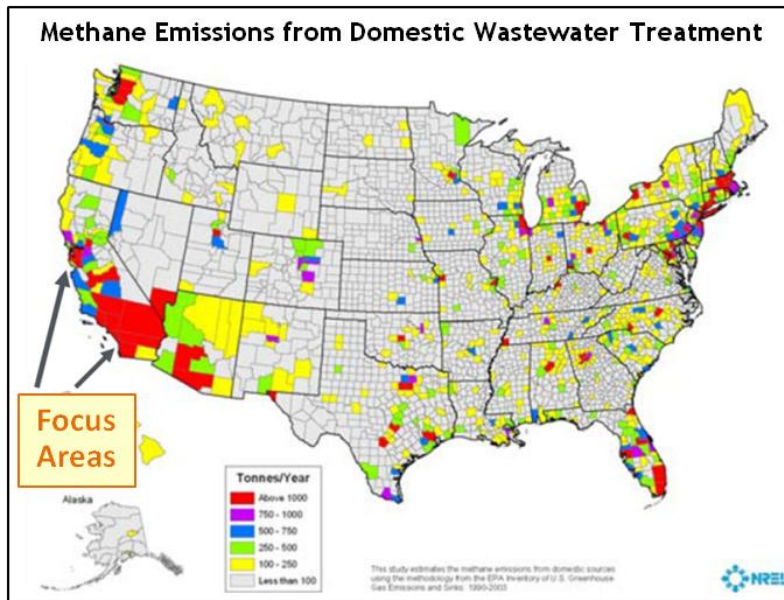 Methane Emissions from Domestic Wastewater Treatment
Focus
Areas
Alaska
Tonnes/Year
Above 1000
750 - 1000
500 - 750
250 - 500
100 - 250
Less than 100
This study estimates the methane emissions from domestic sources
using the methodology from the EPA Inventory of U.S. Greenhouse
Gas Emissions and Sinks: 1990-2003